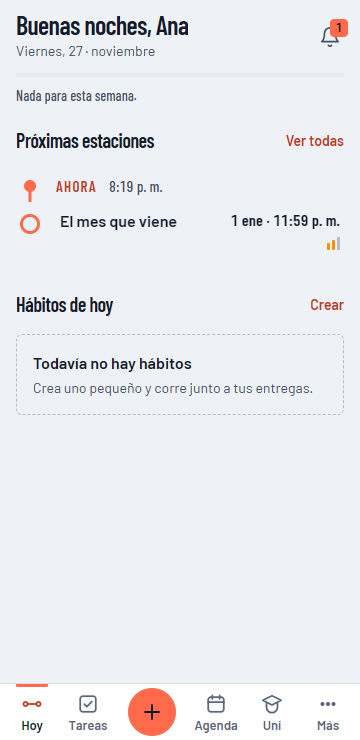 Buenas noches, Ana
Viernes, 27 · noviembre
1
Nada para esta semana.
Próximas estaciones
Ver todas
AHORA 8:19 p. m.
El mes que viene
1 ene · 11:59 p. m.
Hábitos de hoy
Crear
Todavía no hay hábitos
Crea uno pequeño y corre junto a tus entregas.
Hoy
Tareas
Agenda
Uni
Más